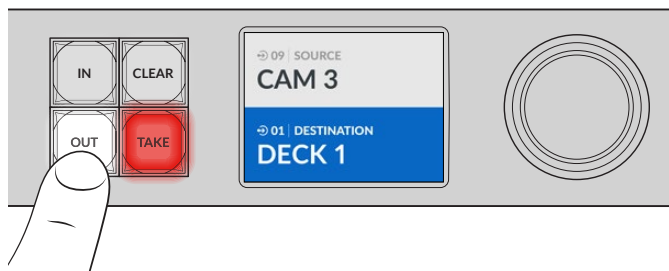 IN
CLEAR
OUT
TAKE
09 | SOURCE
CAM 3
01 | DESTINATION
DECK 1